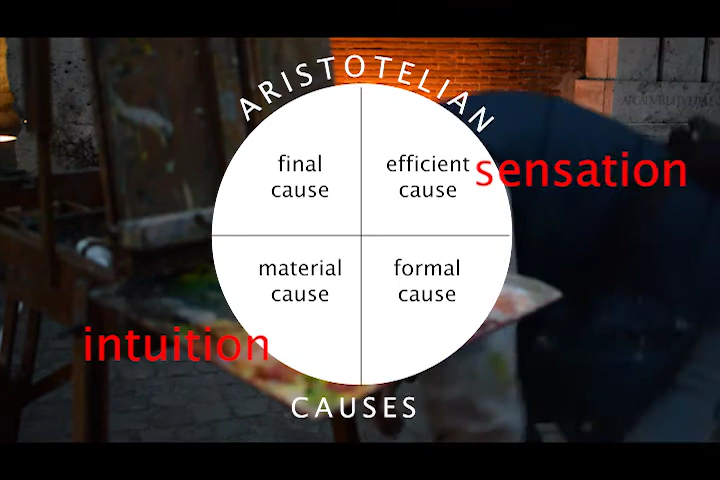 ARISTOTELIAN
final
cause
efficient
cause
sensation
material
cause
formal
cause
intuition
CAUSES